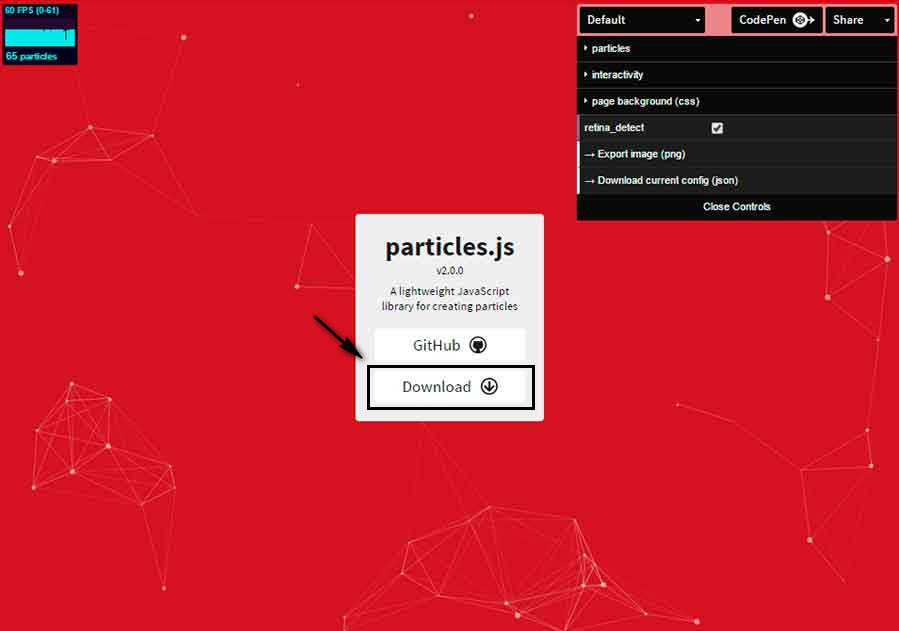 60 FPS (0-61)
65 particles
Default
CodePen
Share
particles
interactivity
page background (css)
retina_detect
→ Export image (png)
→ Download current config (json)
Close Controls
particles.js
v2.0.0
A lightweight JavaScript
library for creating particles
GitHub
Download